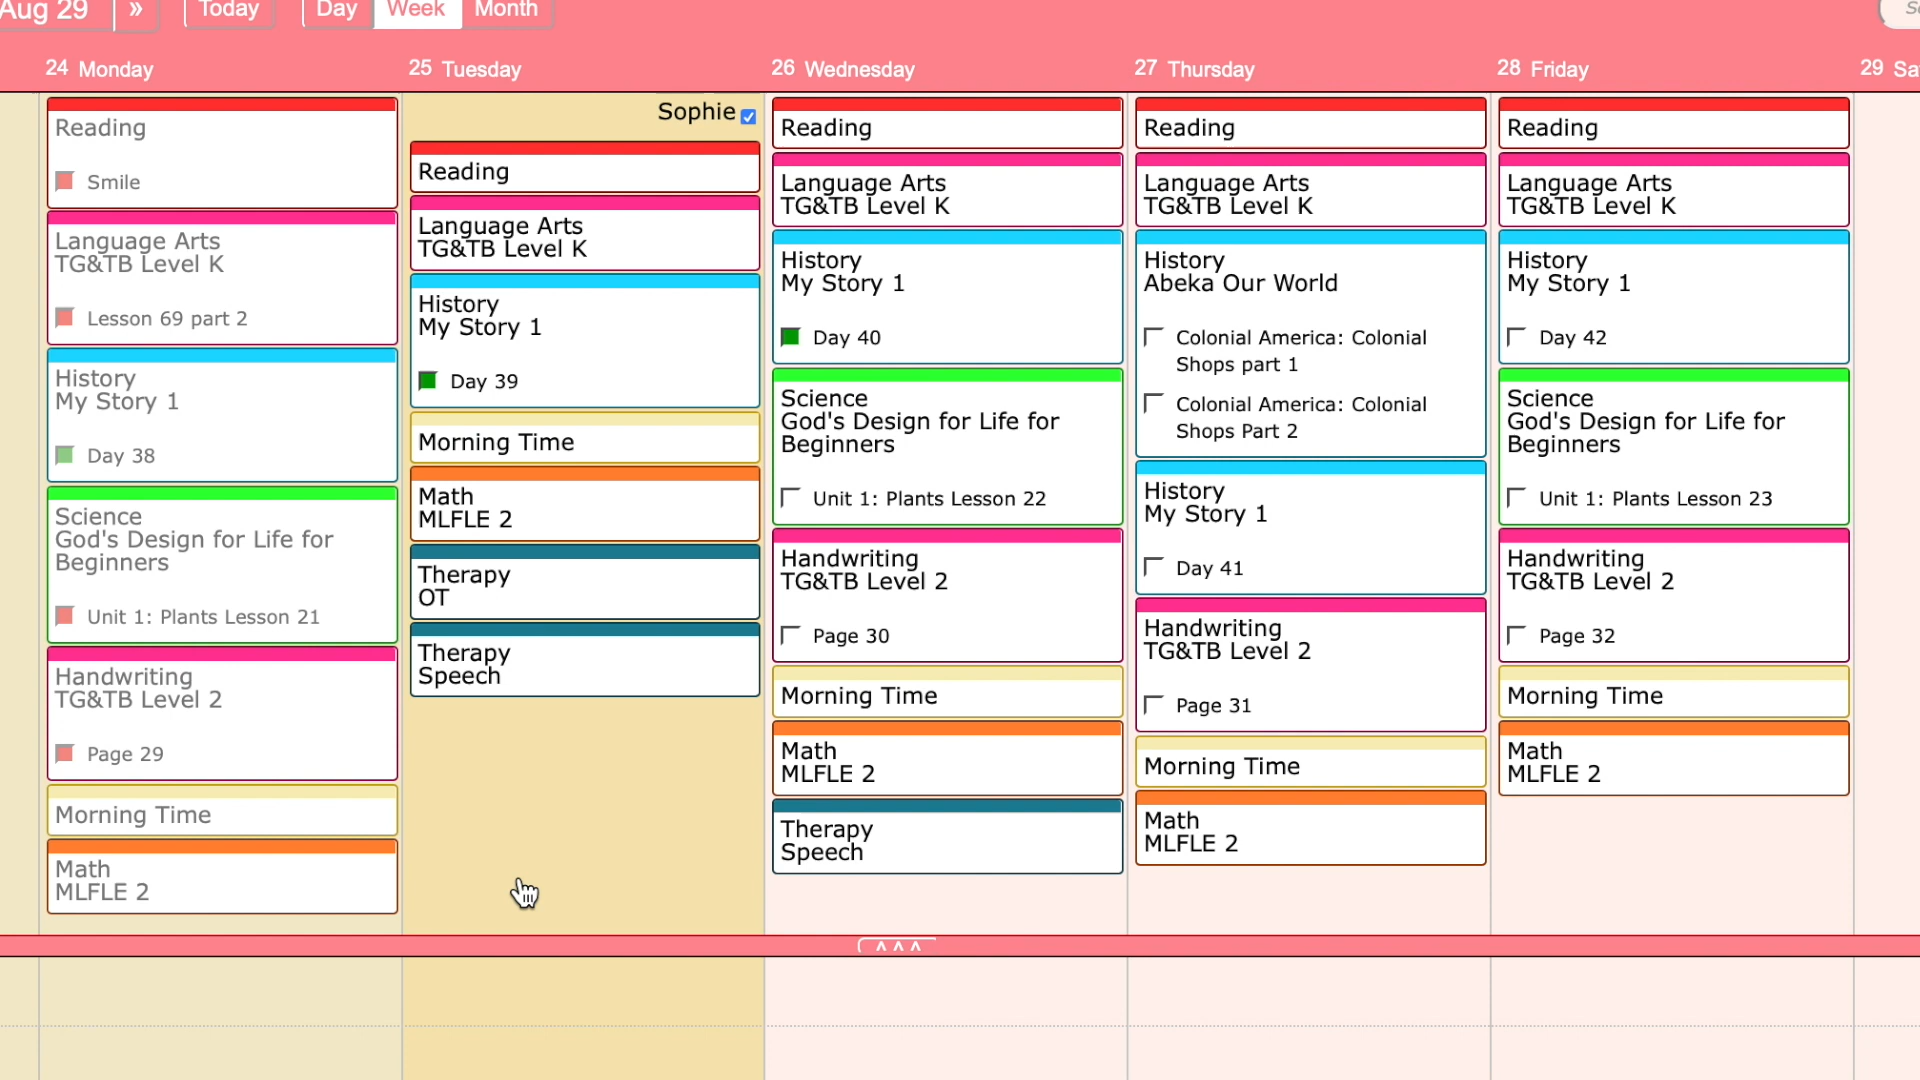 Aug 29 » Today Day Week Month
24 Monday
25 Tuesday
26 Wednesday
27 Thursday
28 Friday
29
Reading
Smile
Language Arts
TG&TB Level K
Lesson 69 part 2
History
My Story 1
Day 38
Science
God's Design for Life for
Beginners
Unit 1: Plants Lesson 21
Handwriting
TG&TB Level 2
Page 29
Morning Time
Math
MLFLE 2
Sophie
Reading
Language Arts
TG&TB Level K
History
My Story 1
Day 39
Morning Time
Math
MLFLE 2
Therapy
OT
Therapy
Speech
Reading
Language Arts
TG&TB Level K
History
My Story 1
Day 40
Science
God's Design for Life for
Beginners
Unit 1: Plants Lesson 22
Handwriting
TG&TB Level 2
Page 30
Morning Time
Math
MLFLE 2
Therapy
Speech
Reading
Language Arts
TG&TB Level K
History
Abeka Our World
Colonial America: Colonial
Shops part 1
Colonial America: Colonial
Shops Part 2
History
My Story 1
Day 41
Handwriting
TG&TB Level 2
Page 31
Morning Time
Math
MLFLE 2
Reading
Language Arts
TG&TB Level K
History
My Story 1
Day 42
Science
God's Design for Life for
Beginners
Unit 1: Plants Lesson 23
Handwriting
TG&TB Level 2
Page 32
Morning Time
Math
MLFLE 2